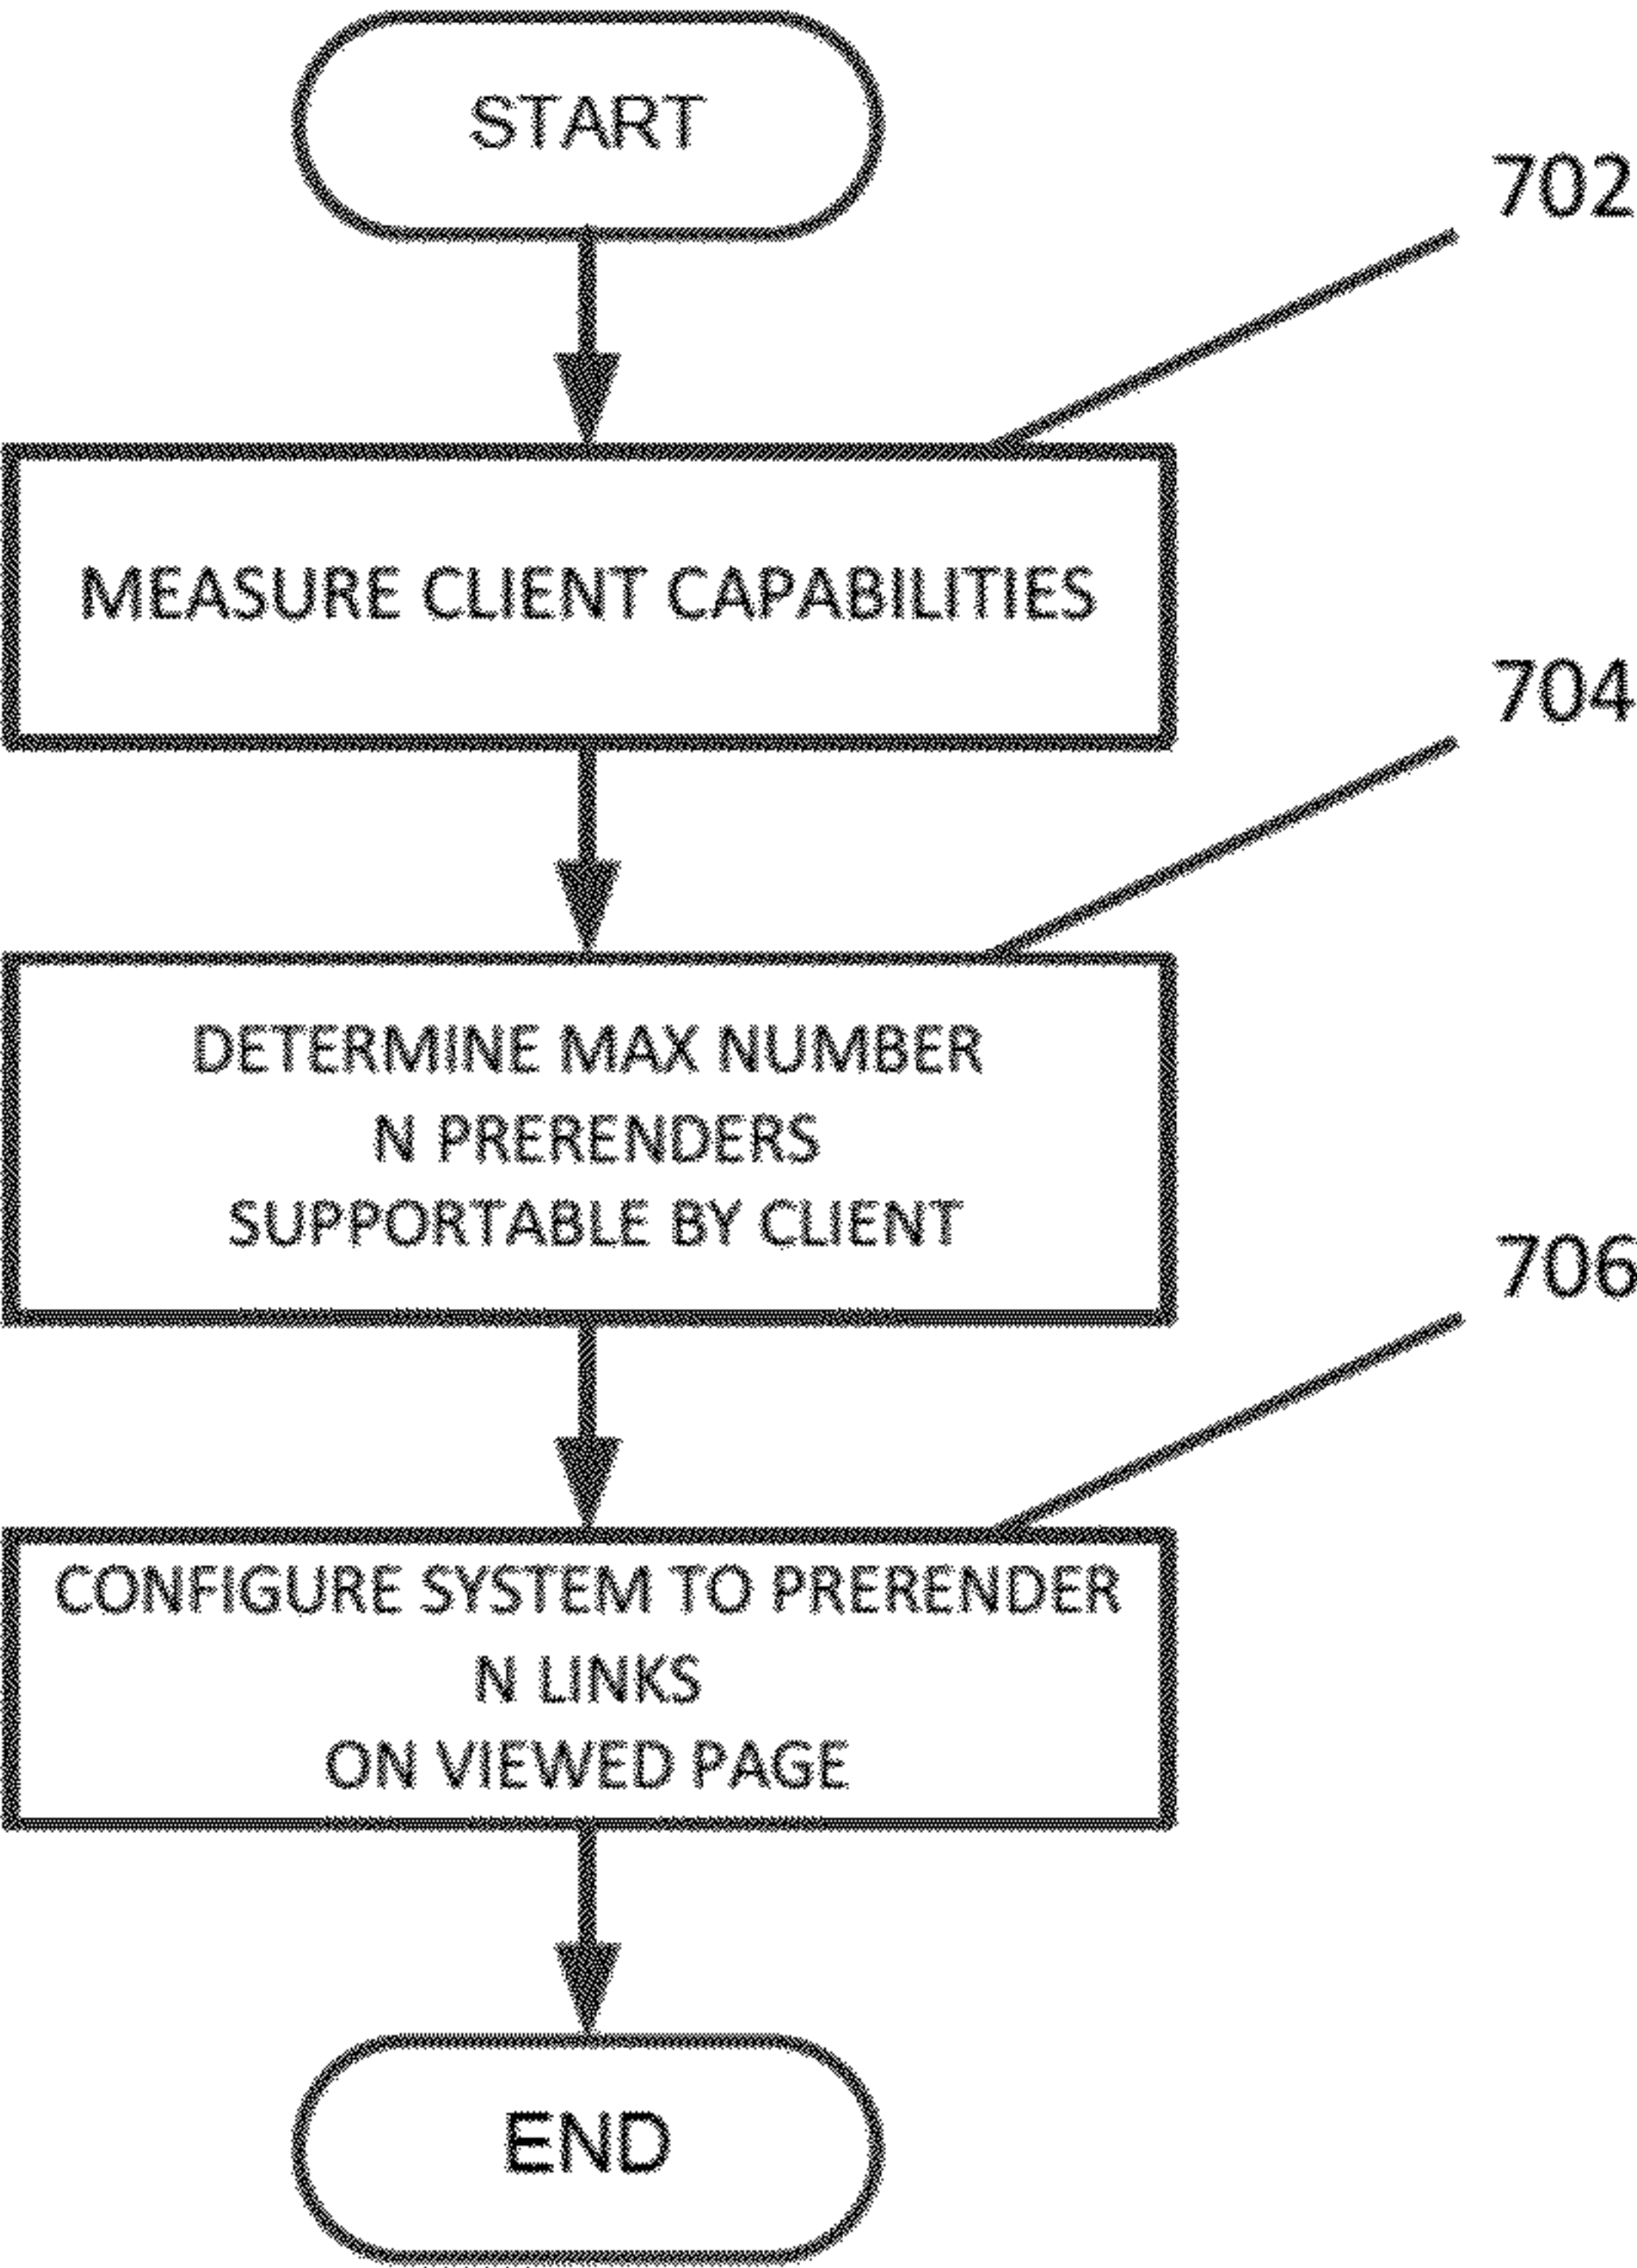 START
702
MEASURE CLIENT CAPABILITIES
704
DETERMINE MAX NUMBER
N PRERENDERS
SUPPORTABLE BY CLIENT
706
CONFIGURE SYSTEM TO PRERENDER
N LINKS
ON VIEWED PAGE
END